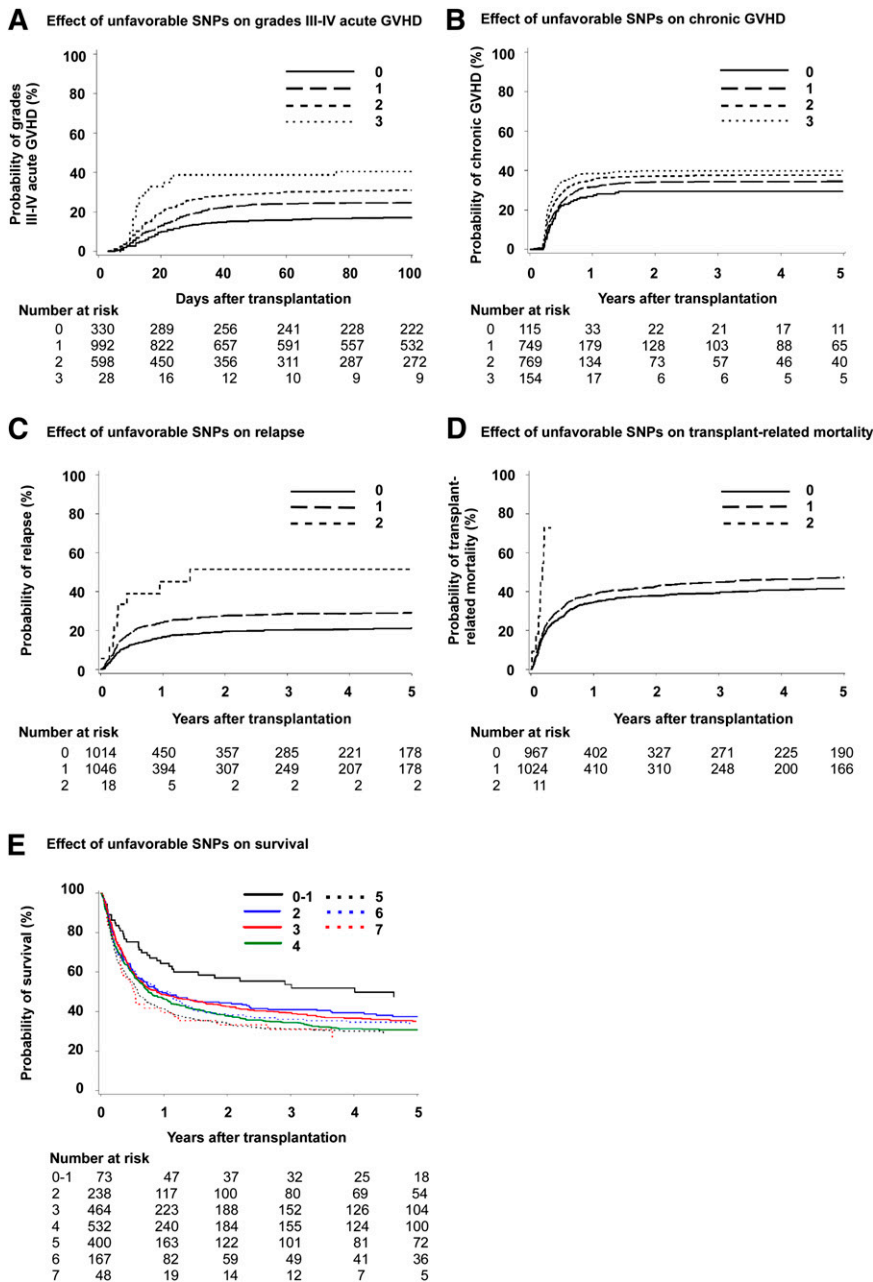 A Effect of unfavorable SNPs on grades III-IV acute GVHD
Probability of grades
III-IV acute GVHD (%)
100
80
60
40
20
0
0
1
2
3
0 20 40 60 80 100
Days after transplantation
Number at risk
0 330 289 256 241 228 222
1 992 822 657 591 557 532
2 598 450 356 311 287 272
3 28 16 12 10 9 9
B Effect of unfavorable SNPs on chronic GVHD
Probability of chronic GVHD (%)
100
80
60
40
20
0
0
1
2
3
0 1 2 3 4 5
Years after transplantation
Number at risk
0 115 33 22 21 17 11
1 749 179 128 103 88 65
2 769 134 73 57 46 40
3 154 17 6 6 5 5
C Effect of unfavorable SNPs on relapse
Probability of relapse (%)
100
80
60
40
20
0
0
1
2
0 1 2 3 4 5
Years after transplantation
Number at risk
0 1014 450 357 285 221 178
1 1046 394 307 249 207 178
2 18 5 2 2 2 2
D Effect of unfavorable SNPs on transplant-related mortality
Probability of transplant-
related mortality (%)
100
80
60
40
20
0
0
1
2
0 1 2 3 4 5
Years after transplantation
Number at risk
0 967 402 327 271 225 190
1 1024 410 310 248 200 166
2 11
E Effect of unfavorable SNPs on survival
Probability of survival (%)
100
80
60
40
20
0
0-1 5
2 6
3 7
4
0 1 2 3 4 5
Years after transplantation
Number at risk
0-1 73 47 37 32 25 18
2 238 117 100 80 69 54
3 464 223 188 152 126 104
4 532 240 184 155 124 100
5 400 163 122 101 81 72
6 167 82 59 49 41 36
7 48 19 14 12 7 5